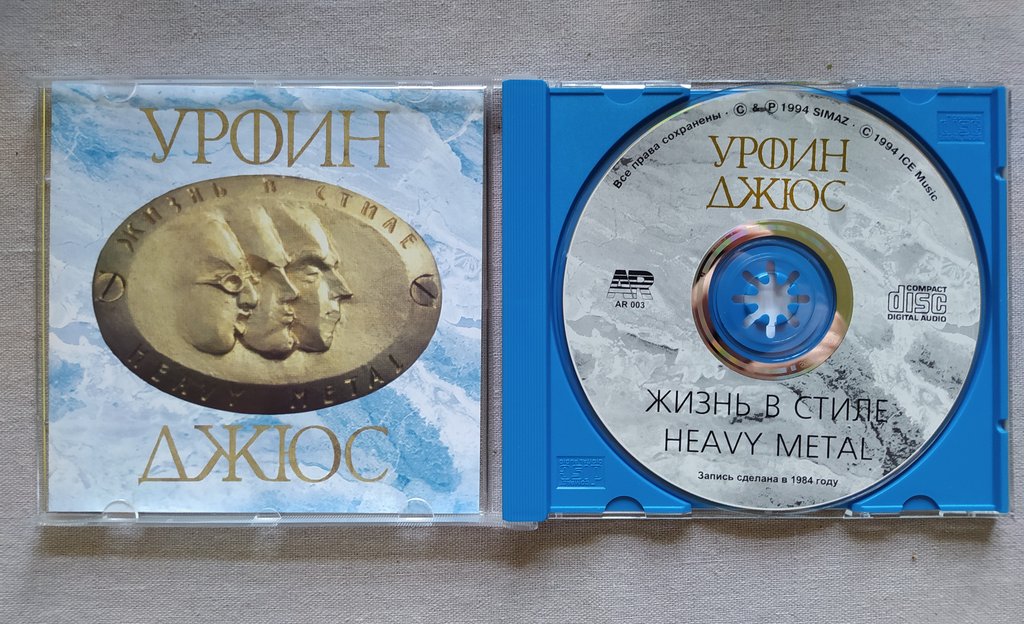 УРФИН
ЖИЗНЬ В СТИЛЕ
HEAVY METAL
ДЖЮС
Все права сохранены · © & ℗ 1994 SIMAZ · © 1994 ICE Music
УРФИН
ДЖЮС
AR
AR 003
COMPACT
disc
DIGITAL AUDIO
ЖИЗНЬ В СТИЛЕ
HEAVY METAL
Запись сделана в 1984 году